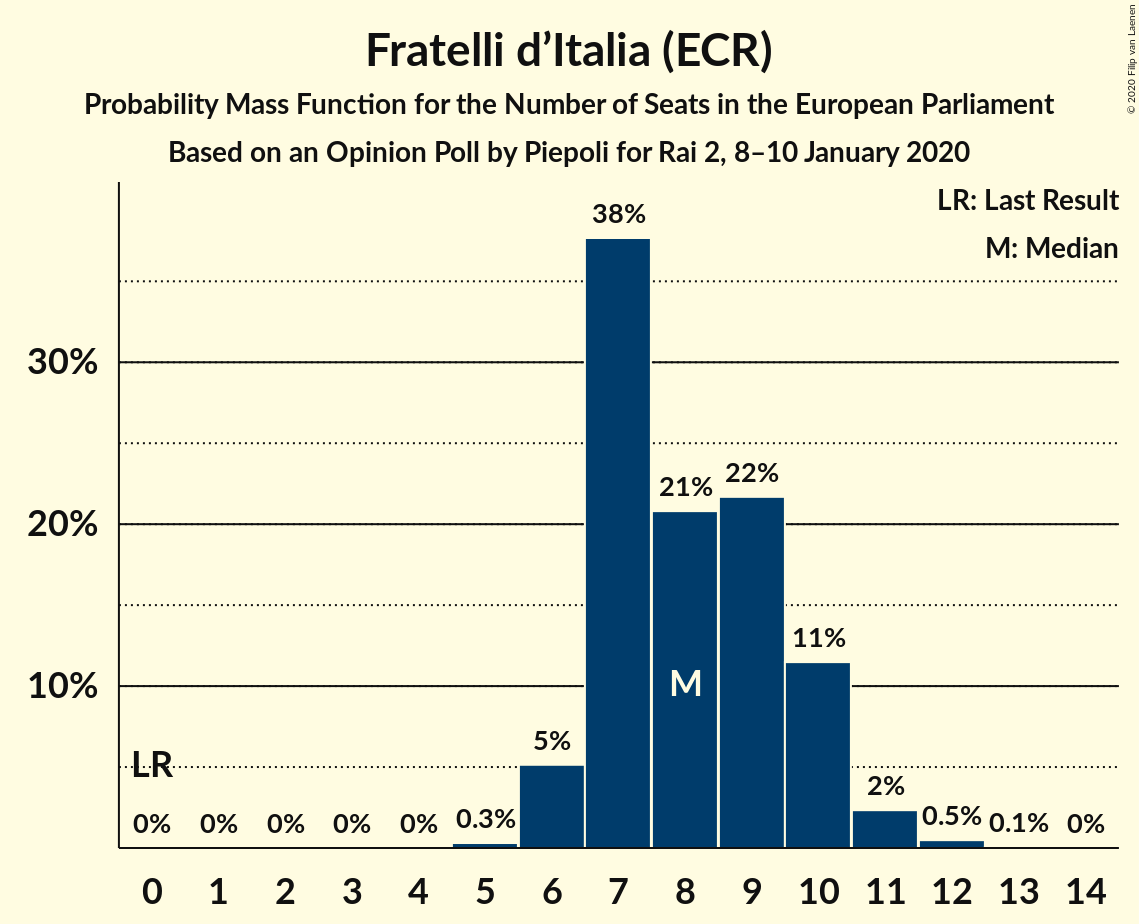 Fratelli d’Italia (ECR)
Probability Mass Function for the Number of Seats in the European Parliament
Based on an Opinion Poll by Piepoli for Rai 2, 8–10 January 2020
© 2020 Filip van Laenen
LR: Last Result
M: Median
38%
30%
22%
21%
20%
11%
M
10%
5%
LR
2%
0% 0% 0% 0% 0% 0.3% 0.5% 0.1% 0%
0 1 2 3 4 5 6 7 8 9 10 11 12 13 14